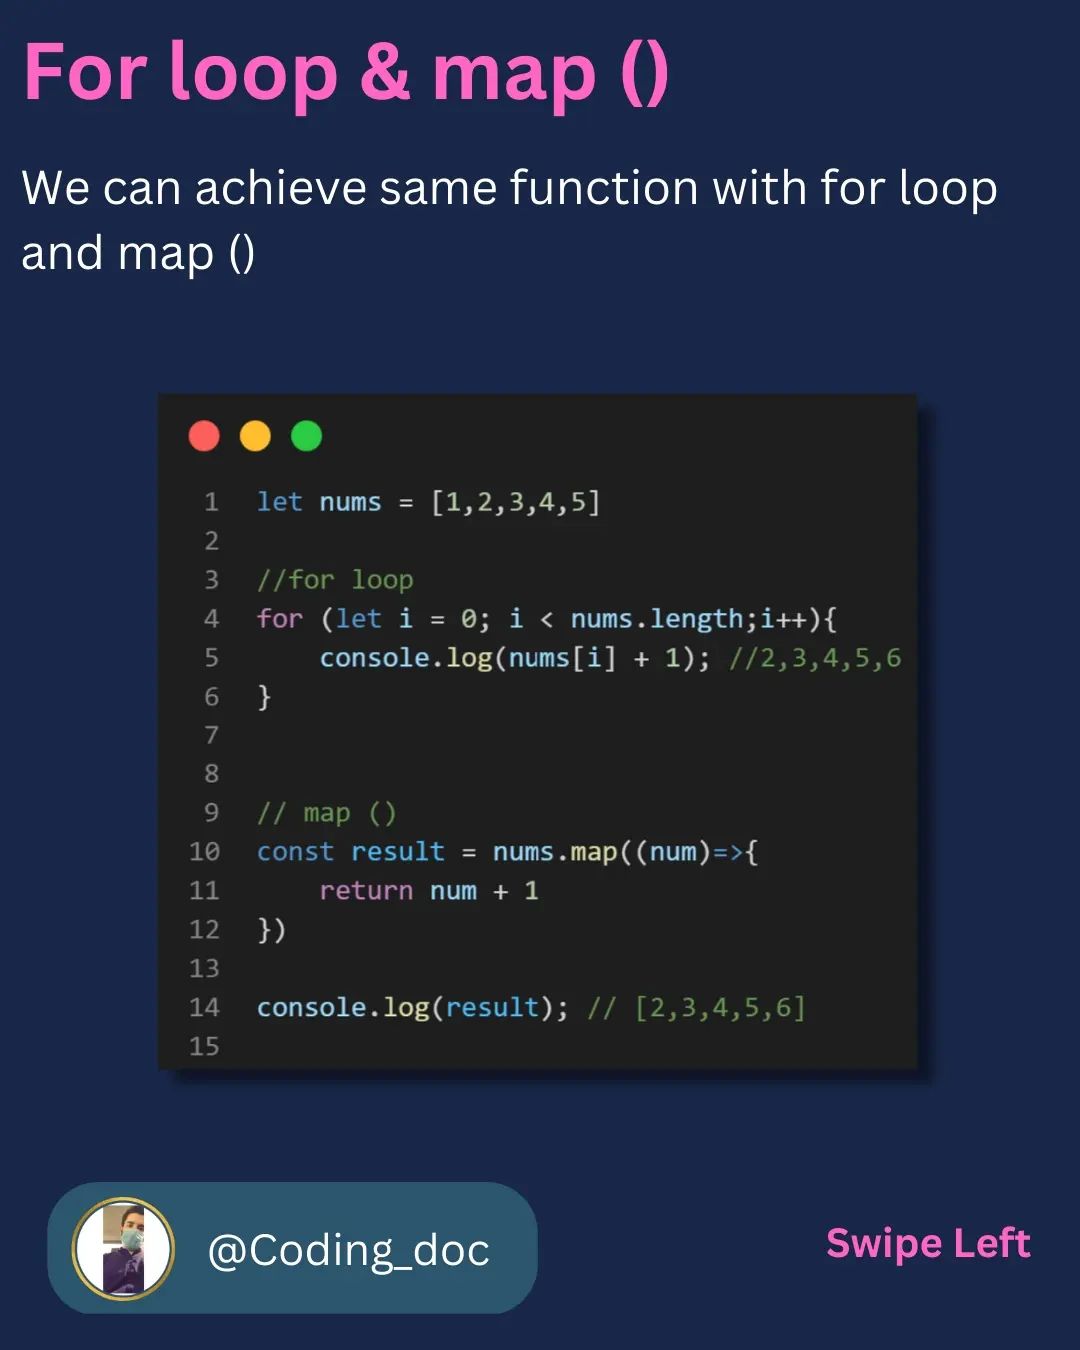 For loop & map ()
We can achieve same function with for loop
and map ()
1 let nums = [1,2,3,4,5]
2
3 //for loop
4 for (let i = 0; i < nums.length;i++){
5     console.log(nums[i] + 1); //2,3,4,5,6
6 }
7
8
9 // map ()
10 const result = nums.map((num)=>{
11     return num + 1
12 })
13
14 console.log(result); // [2,3,4,5,6]
15
@Coding_doc
Swipe Left